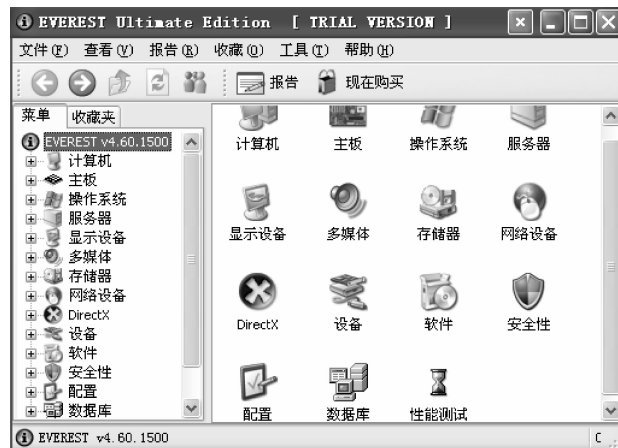 EVEREST Ultimate Edition [ TRIAL VERSION ]
文件(F) 查看(V) 报告(R) 收藏(O) 工具(T) 帮助(H)
报告 现在购买
菜单 收藏夹
EVEREST v4.60.1500
计算机
主板
操作系统
服务器
显示设备
多媒体
存储器
网络设备
DirectX
设备
软件
安全性
配置
数据库
计算机 主板 操作系统 服务器
显示设备 多媒体 存储器 网络设备
DirectX 设备 软件 安全性
配置 数据库 性能测试
EVEREST v4.60.1500